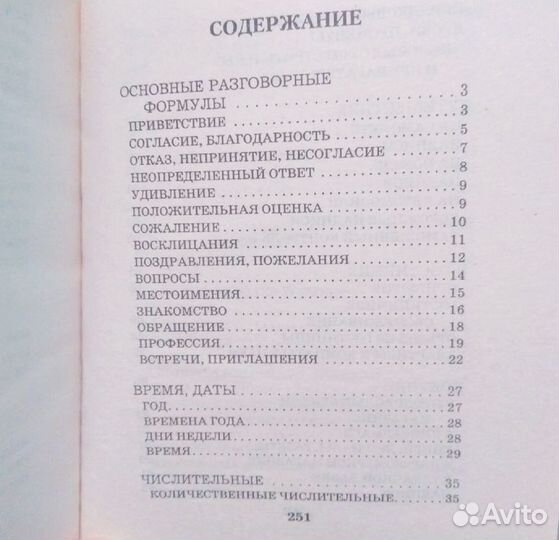 СОДЕРЖАНИЕ
ОСНОВНЫЕ РАЗГОВОРНЫЕ
ФОРМУЛЫ 3
ПРИВЕТСТВИЕ 3
СОГЛАСИЕ, БЛАГОДАРНОСТЬ 5
ОТКАЗ, НЕПРИНЯТИЕ, НЕСОГЛАСИЕ 7
НЕОПРЕДЕЛЕННЫЙ ОТВЕТ 8
УДИВЛЕНИЕ 9
ПОЛОЖИТЕЛЬНАЯ ОЦЕНКА 9
СОЖАЛЕНИЕ 10
ВОСКЛИЦАНИЯ 11
ПОЗДРАВЛЕНИЯ, ПОЖЕЛАНИЯ 12
ВОПРОСЫ 14
МЕСТОИМЕНИЯ 15
ЗНАКОМСТВО 16
ОБРАЩЕНИЕ 18
ПРОФЕССИЯ 19
ВСТРЕЧИ, ПРИГЛАШЕНИЯ 22
ВРЕМЯ, ДАТЫ 27
ГОД 27
ВРЕМЕНА ГОДА 28
ДНИ НЕДЕЛИ 28
ВРЕМЯ 29
ЧИСЛИТЕЛЬНЫЕ 35
КОЛИЧЕСТВЕННЫЕ ЧИСЛИТЕЛЬНЫЕ 35
251
Avito